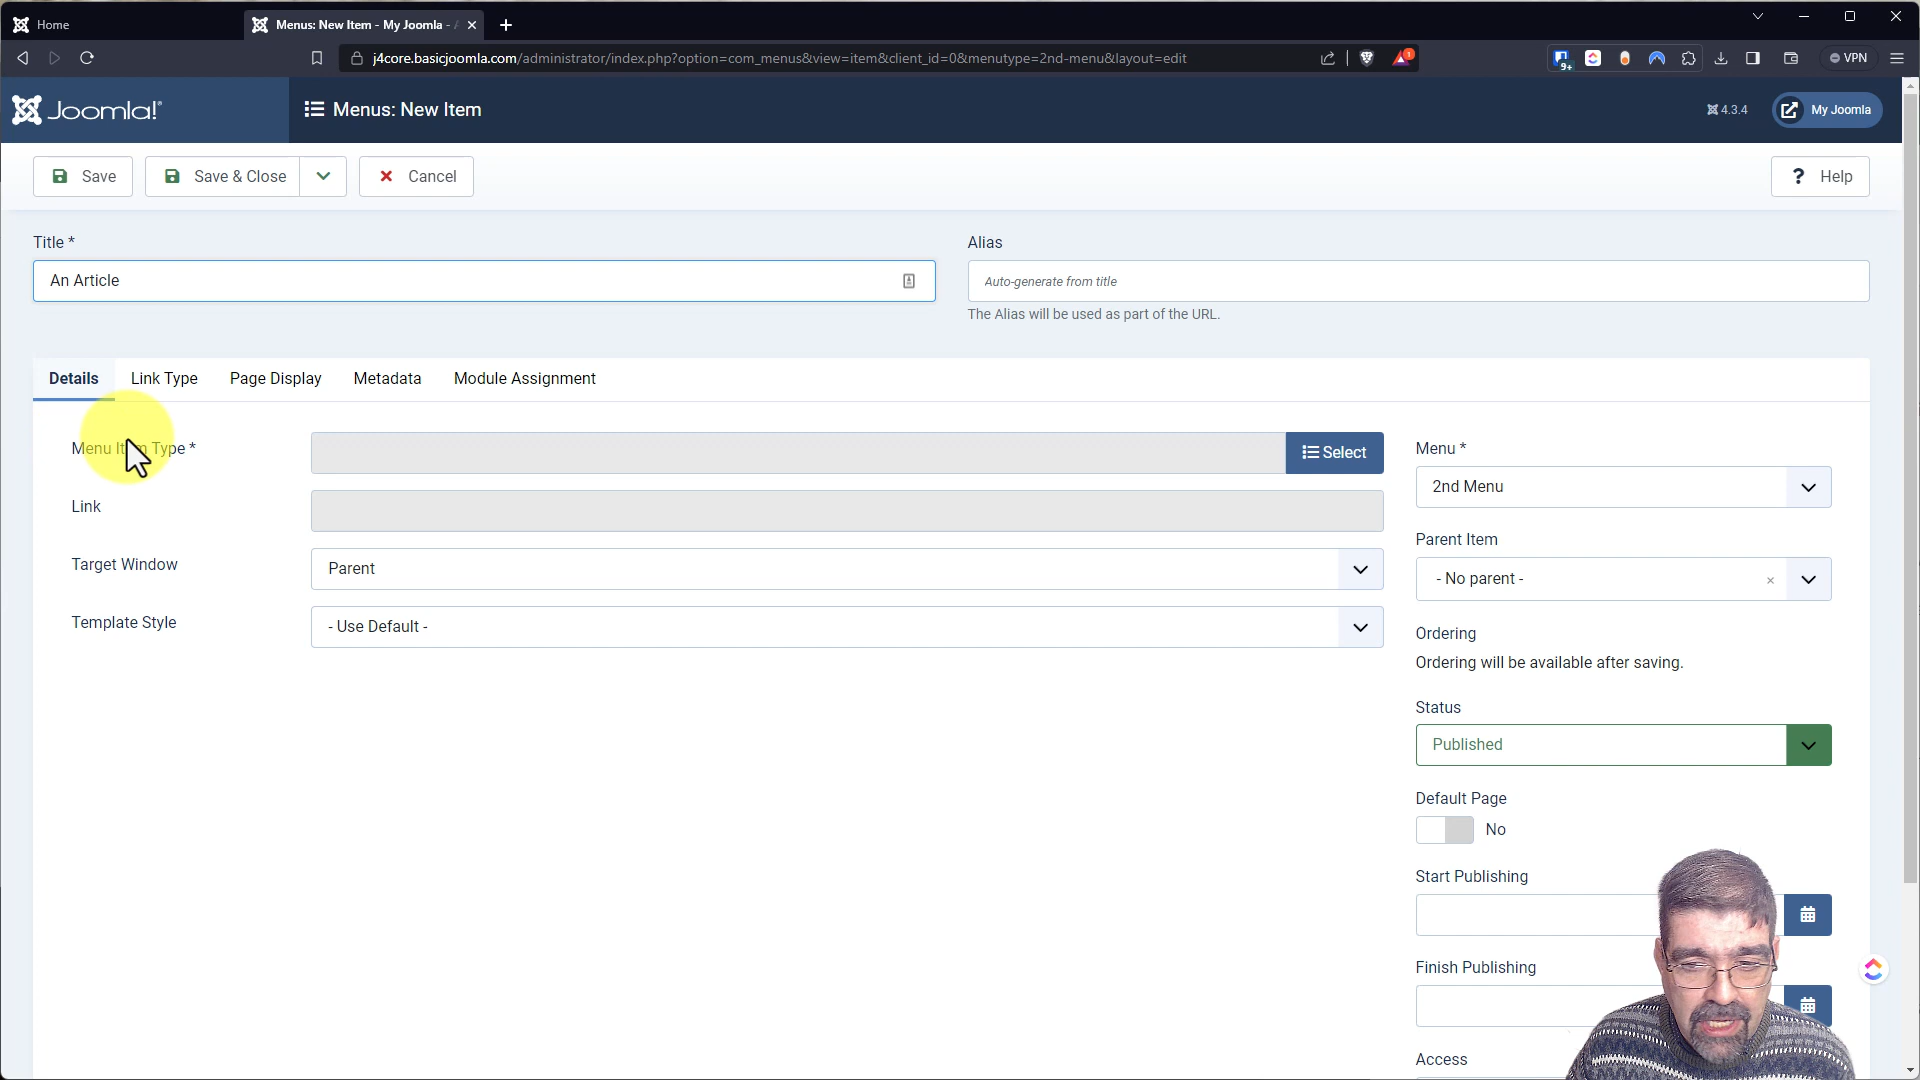 Home
Menus: New Item - My Joomla -
j4core.basicjoomla.com/administrator/index.php?option=com_menus&view=item&client_id=0&menutype=2nd-menu&layout=edit
1
9+
VPN
Joomla!
Menus: New Item
4.3.4
My Joomla
Save
Save & Close
Cancel
? Help
Title *
Alias
An Article
Auto-generate from title
The Alias will be used as part of the URL.
Details
Link Type
Page Display
Metadata
Module Assignment
Menu Item Type *
Select
Menu *
Link
2nd Menu
Parent Item
Target Window
Parent
- No parent -
Template Style
- Use Default -
Ordering
Ordering will be available after saving.
Status
Published
Default Page
No
Start Publishing
Finish Publishing
Access